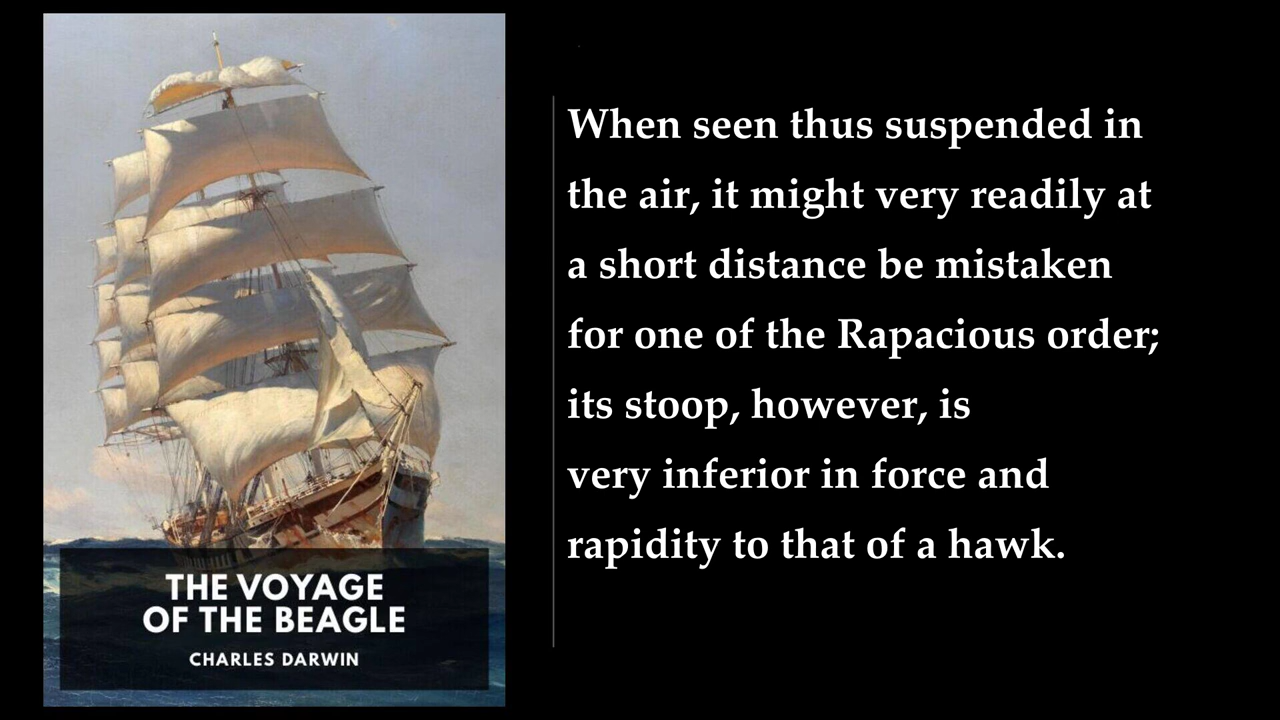 THE VOYAGE
OF THE BEAGLE
CHARLES DARWIN
When seen thus suspended in
the air, it might very readily at
a short distance be mistaken
for one of the Rapacious order;
its stoop, however, is
very inferior in force and
rapidity to that of a hawk.